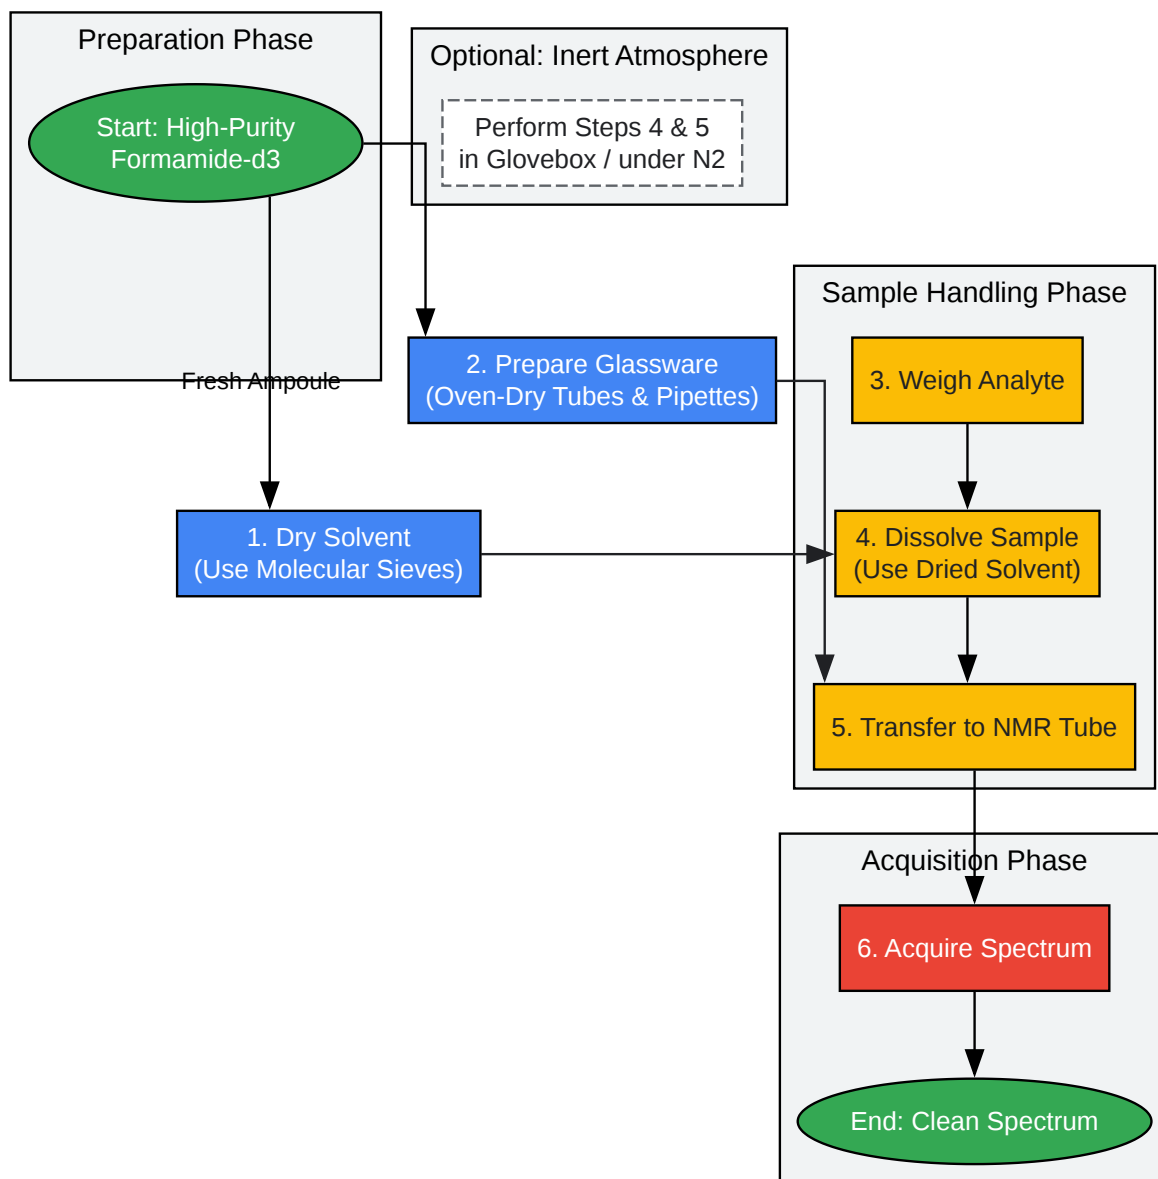 Preparation Phase
Start: High-Purity
Formamide-d3
Optional: Inert Atmosphere
Perform Steps 4 & 5
in Glovebox / under N2
Fresh Ampoule
2. Prepare Glassware
(Oven-Dry Tubes & Pipettes)
1. Dry Solvent
(Use Molecular Sieves)
Sample Handling Phase
3. Weigh Analyte
4. Dissolve Sample
(Use Dried Solvent)
5. Transfer to NMR Tube
Acquisition Phase
6. Acquire Spectrum
End: Clean Spectrum